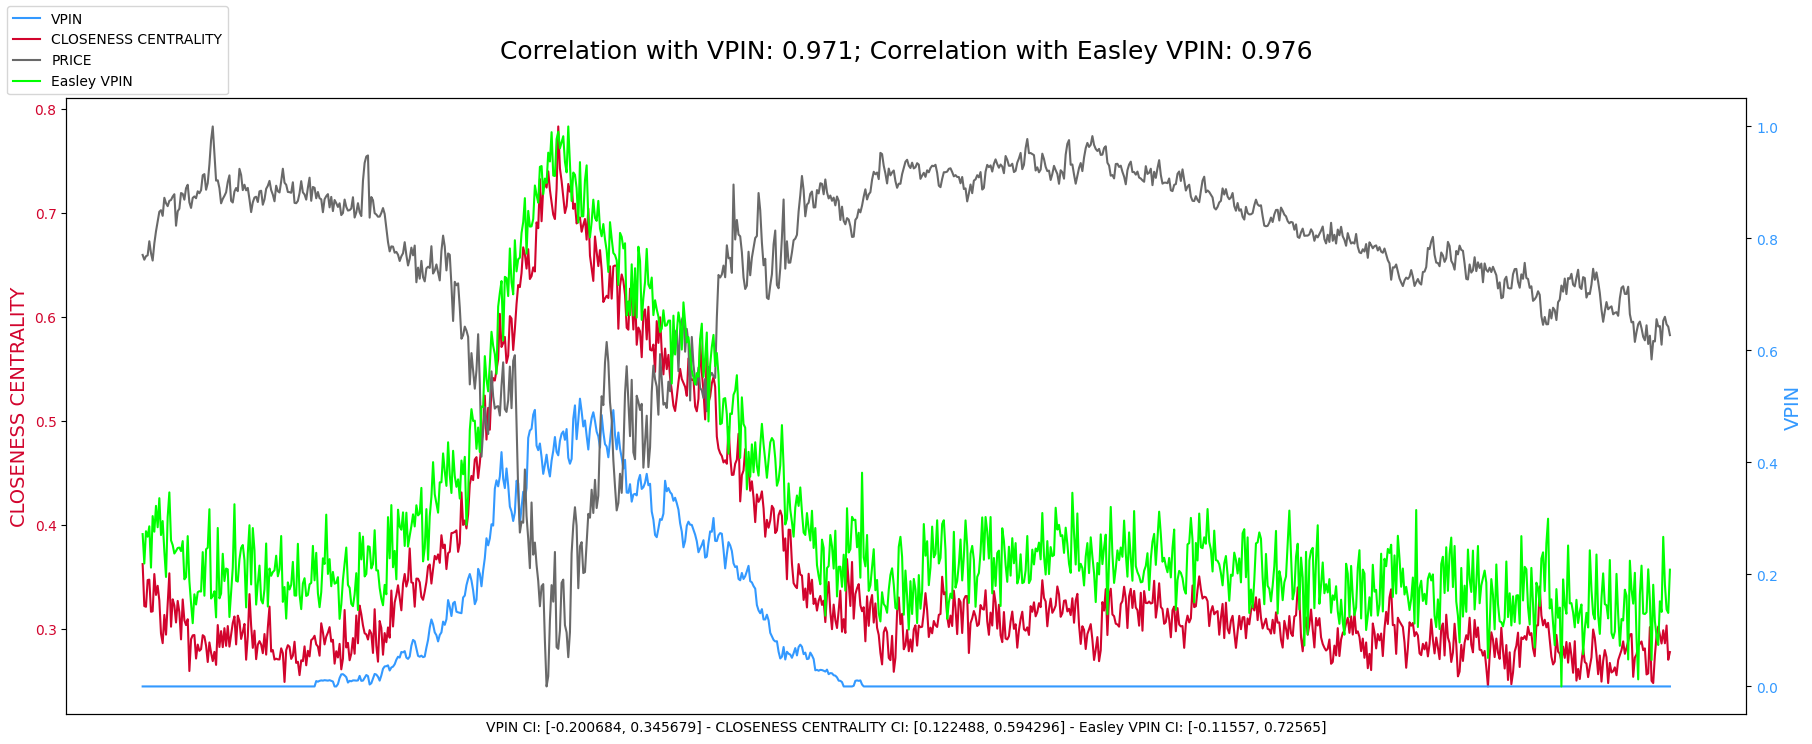 VPIN
CLOSENESS CENTRALITY
PRICE
Easley VPIN
Correlation with VPIN: 0.971; Correlation with Easley VPIN: 0.976
0.8
0.7
0.6
0.5
0.4
0.3
CLOSENESS CENTRALITY
1.0
0.8
0.6
0.4
0.2
0.0
VPIN
VPIN CI: [-0.200684, 0.345679] - CLOSENESS CENTRALITY CI: [0.122488, 0.594296] - Easley VPIN CI: [-0.11557, 0.72565]